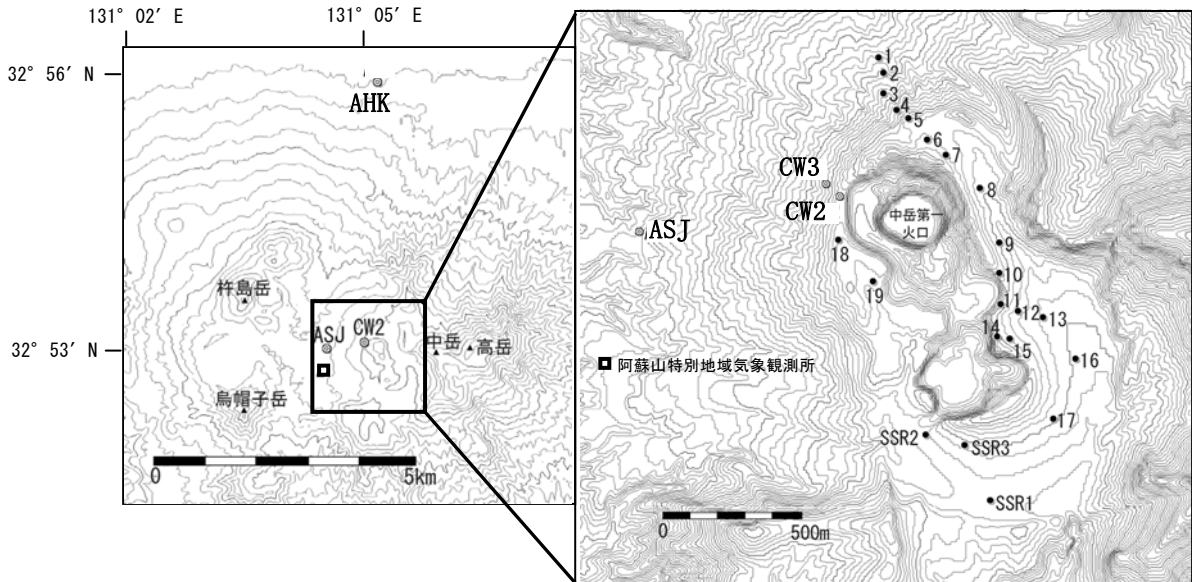 131° 02′ E
131° 05′ E
32° 56′ N
AHK
杵島岳
ASJ
CW2
中岳
高岳
32° 53′ N
烏帽子岳
0
5km
1
2
3
4
5
6
7
CW3
8
CW2
中岳第一
火口
ASJ
18
9
10
19
11
12
13
14
15
阿蘇山特別地域気象観測所
16
17
SSR2
SSR3
SSR1
0
500m